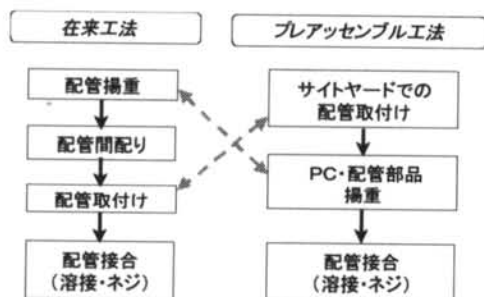 在来工法
プレアッセンブル工法
配管揚重
配管間配り
配管取付け
配管接合
(溶接・ネジ)
サイトヤードでの
配管取付け
PC・配管部品
揚重
配管接合
(溶接・ネジ)